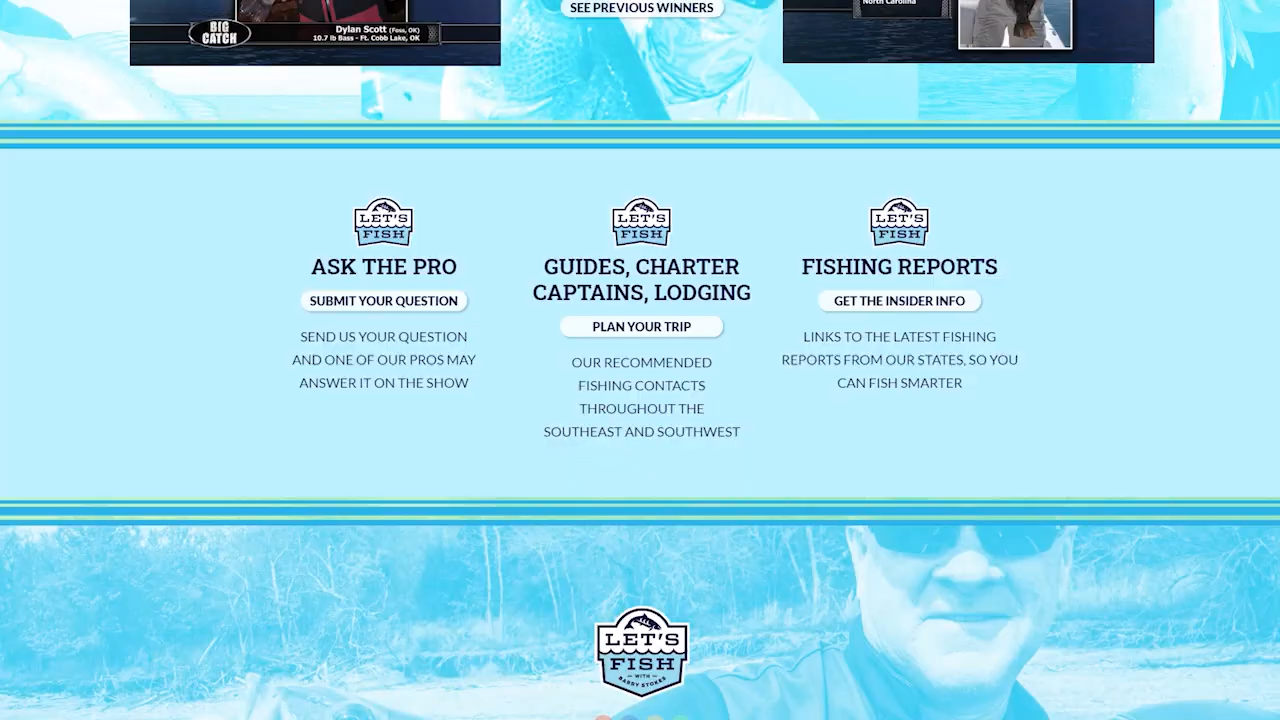 SEE PREVIOUS WINNERS
North Carolina
BIG
CATCH
Dylan Scott (Foss, OK)
10.7 lb Bass - Ft. Cobb Lake, OK
LET'S
FISH
ASK THE PRO
SUBMIT YOUR QUESTION
SEND US YOUR QUESTION
AND ONE OF OUR PROS MAY
ANSWER IT ON THE SHOW
LET'S
FISH
GUIDES, CHARTER
CAPTAINS, LODGING
PLAN YOUR TRIP
OUR RECOMMENDED
FISHING CONTACTS
THROUGHOUT THE
SOUTHEAST AND SOUTHWEST
LET'S
FISH
FISHING REPORTS
GET THE INSIDER INFO
LINKS TO THE LATEST FISHING
REPORTS FROM OUR STATES, SO YOU
CAN FISH SMARTER
LET'S
FISH
WITH
BARRY STOKES